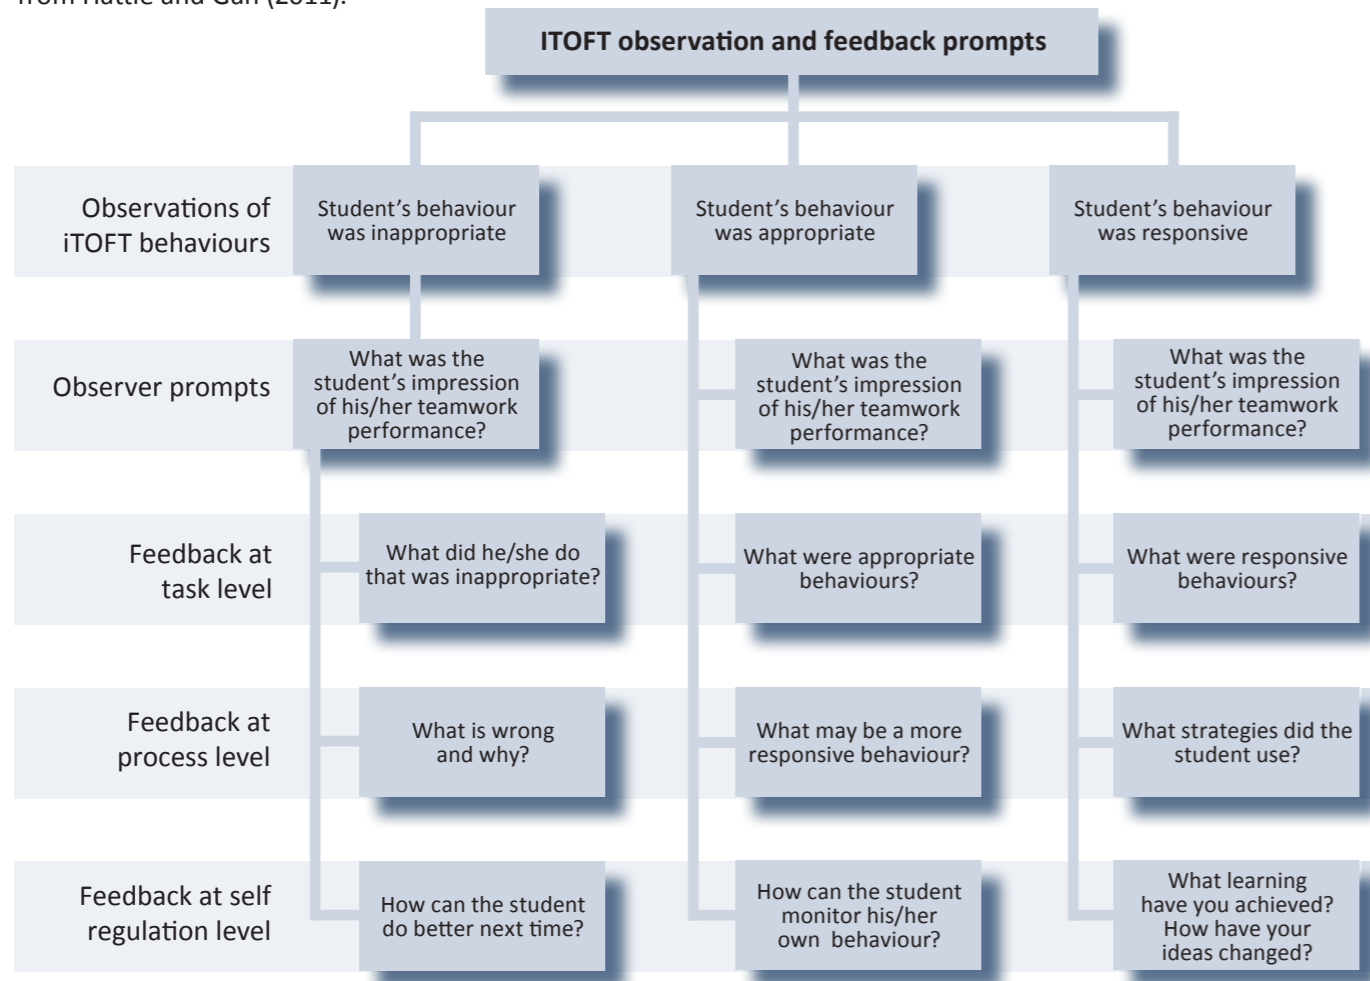 from Hattie and Gan (2011).
ITOFT observation and feedback prompts
Observations of
iTOFT behaviours
Student’s behaviour
was inappropriate
Student’s behaviour
was appropriate
Student’s behaviour
was responsive
Observer prompts
What was the
student’s impression
of his/her teamwork
performance?
What was the
student’s impression
of his/her teamwork
performance?
What was the
student’s impression
of his/her teamwork
performance?
Feedback at
task level
What did he/she do
that was inappropriate?
What were appropriate
behaviours?
What were responsive
behaviours?
Feedback at
process level
What is wrong
and why?
What may be a more
responsive behaviour?
What strategies did the
student use?
Feedback at self
regulation level
How can the student
do better next time?
How can the student
monitor his/her
own behaviour?
What learning
have you achieved?
How have your
ideas changed?